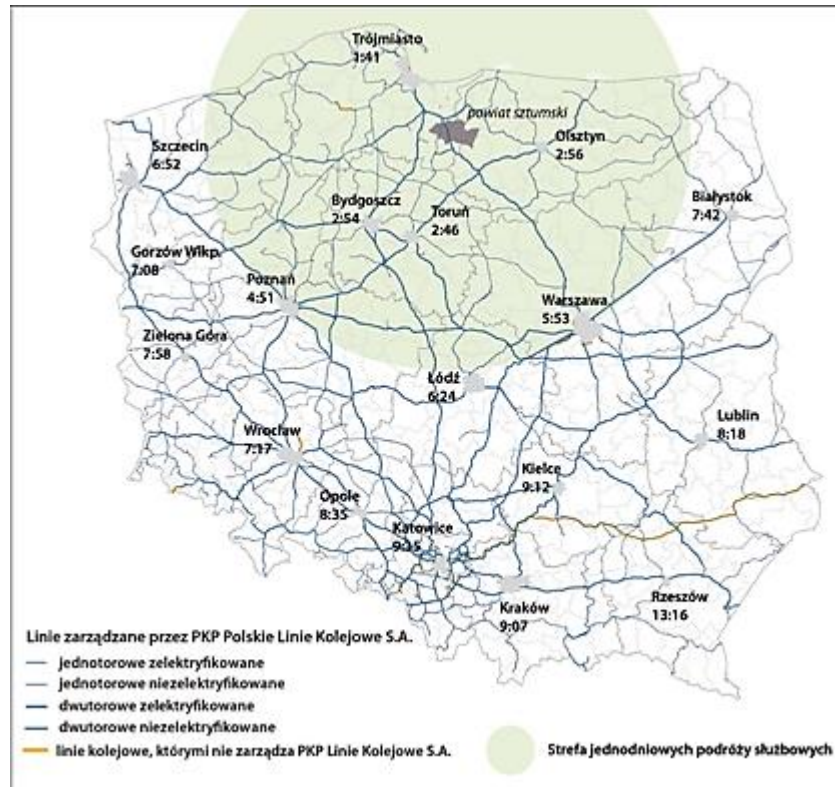 Trójmiasto
1:41
powiat sztumski
Olsztyn
2:56
Szczecin
6:52
Białystok
7:42
Bydgoszcz
2:54
Toruń
2:46
Gorzów Wlkp.
7:08
Poznań
4:51
Warszawa
5:53
Zielona Góra
7:58
Łódź
6:24
Lublin
8:18
Wrocław
7:17
Kielce
9:12
Opole
8:35
Katowice
9:35
Rzeszów
13:16
Kraków
9:07
Linie zarządzane przez PKP Polskie Linie Kolejowe S.A.
jednotorowe zelektryfikowane
jednotorowe niezelektryfikowane
dwutorowe zelektryfikowane
dwutorowe niezelektryfikowane
linie kolejowe, którymi nie zarządza PKP Linie Kolejowe S.A.
Strefa jednodniowych podróży służbowych